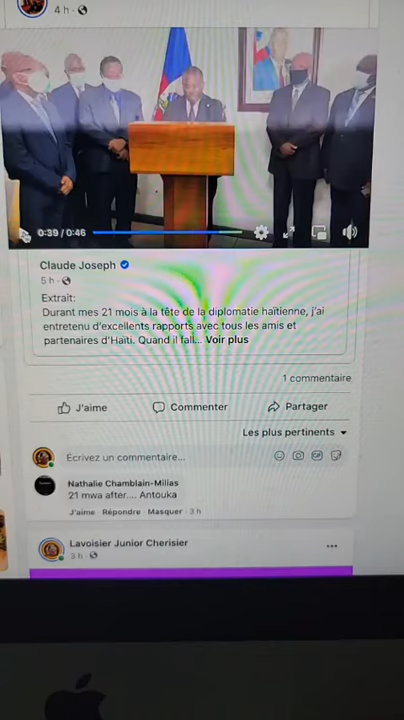 4 h ·
0:39 / 0:46
Claude Joseph
5 h ·
Extrait:
Durant mes 21 mois à la tête de la diplomatie haïtienne, j'ai
entretenu d'excellents rapports avec tous les amis et
partenaires d'Haïti. Quand il fall... Voir plus
1 commentaire
J'aime Commenter Partager
Les plus pertinents
Écrivez un commentaire...
GIF
Nathalie Chamblain-Milias
21 mwa after.... Antouka
J'aime · Répondre · Masquer · 3 h
Lavoisier Junior Cherisier
3 h ·